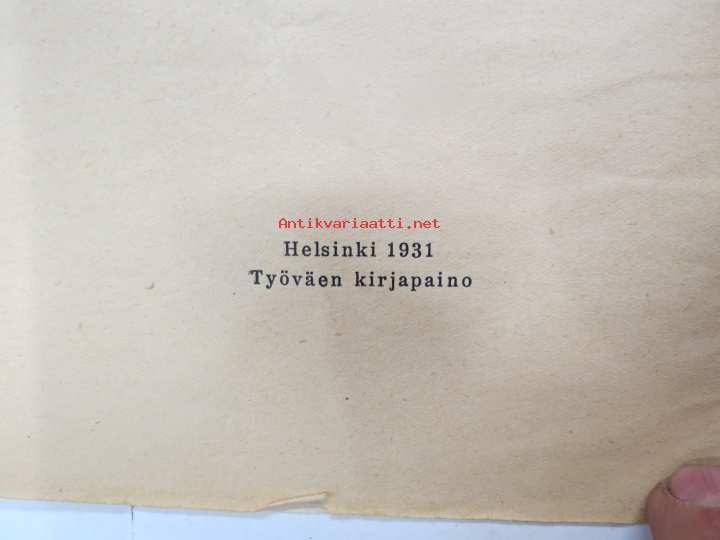 Antikvariaatti.net
Helsinki 1931
Työväen kirjapaino